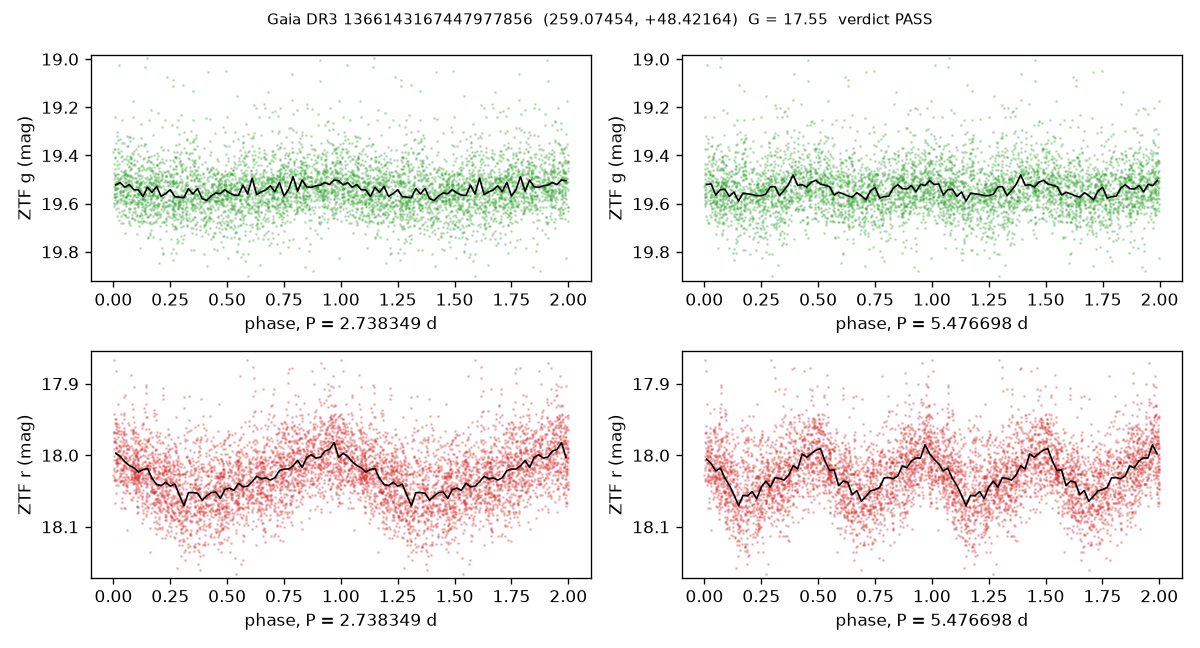 Gaia DR3 1366143167447977856 (259.07454, +48.42164) G = 17.55 verdict PASS
ZTF g (mag)
19.0
19.2
19.4
19.6
19.8
0.00 0.25 0.50 0.75 1.00 1.25 1.50 1.75 2.00
phase, P = 2.738349 d
ZTF g (mag)
19.0
19.2
19.4
19.6
19.8
0.00 0.25 0.50 0.75 1.00 1.25 1.50 1.75 2.00
phase, P = 5.476698 d
ZTF r (mag)
17.9
18.0
18.1
0.00 0.25 0.50 0.75 1.00 1.25 1.50 1.75 2.00
phase, P = 2.738349 d
ZTF r (mag)
17.9
18.0
18.1
0.00 0.25 0.50 0.75 1.00 1.25 1.50 1.75 2.00
phase, P = 5.476698 d